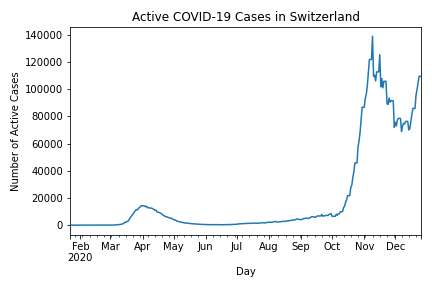 Active COVID-19 Cases in Switzerland
140000
120000
100000
80000
60000
40000
20000
0
Number of Active Cases
Feb Mar Apr May Jun Jul Aug Sep Oct Nov Dec
2020
Day